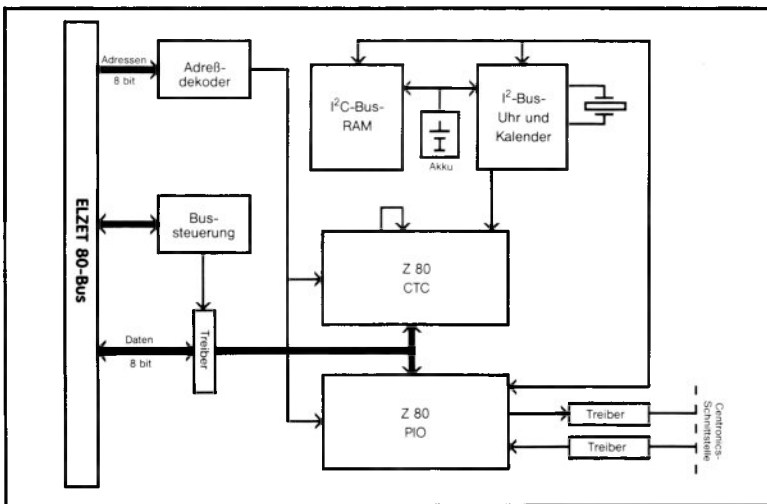 ELZET 80-Bus
Adressen
8 bit
Adreß-
dekoder
I²C-Bus-
RAM
Akku
I²-Bus-
Uhr und
Kalender
Bus-
steuerung
Z 80
CTC
Daten
8 bit
Treiber
Z 80
PIO
Treiber
Treiber
Centronics-
Schnittstelle